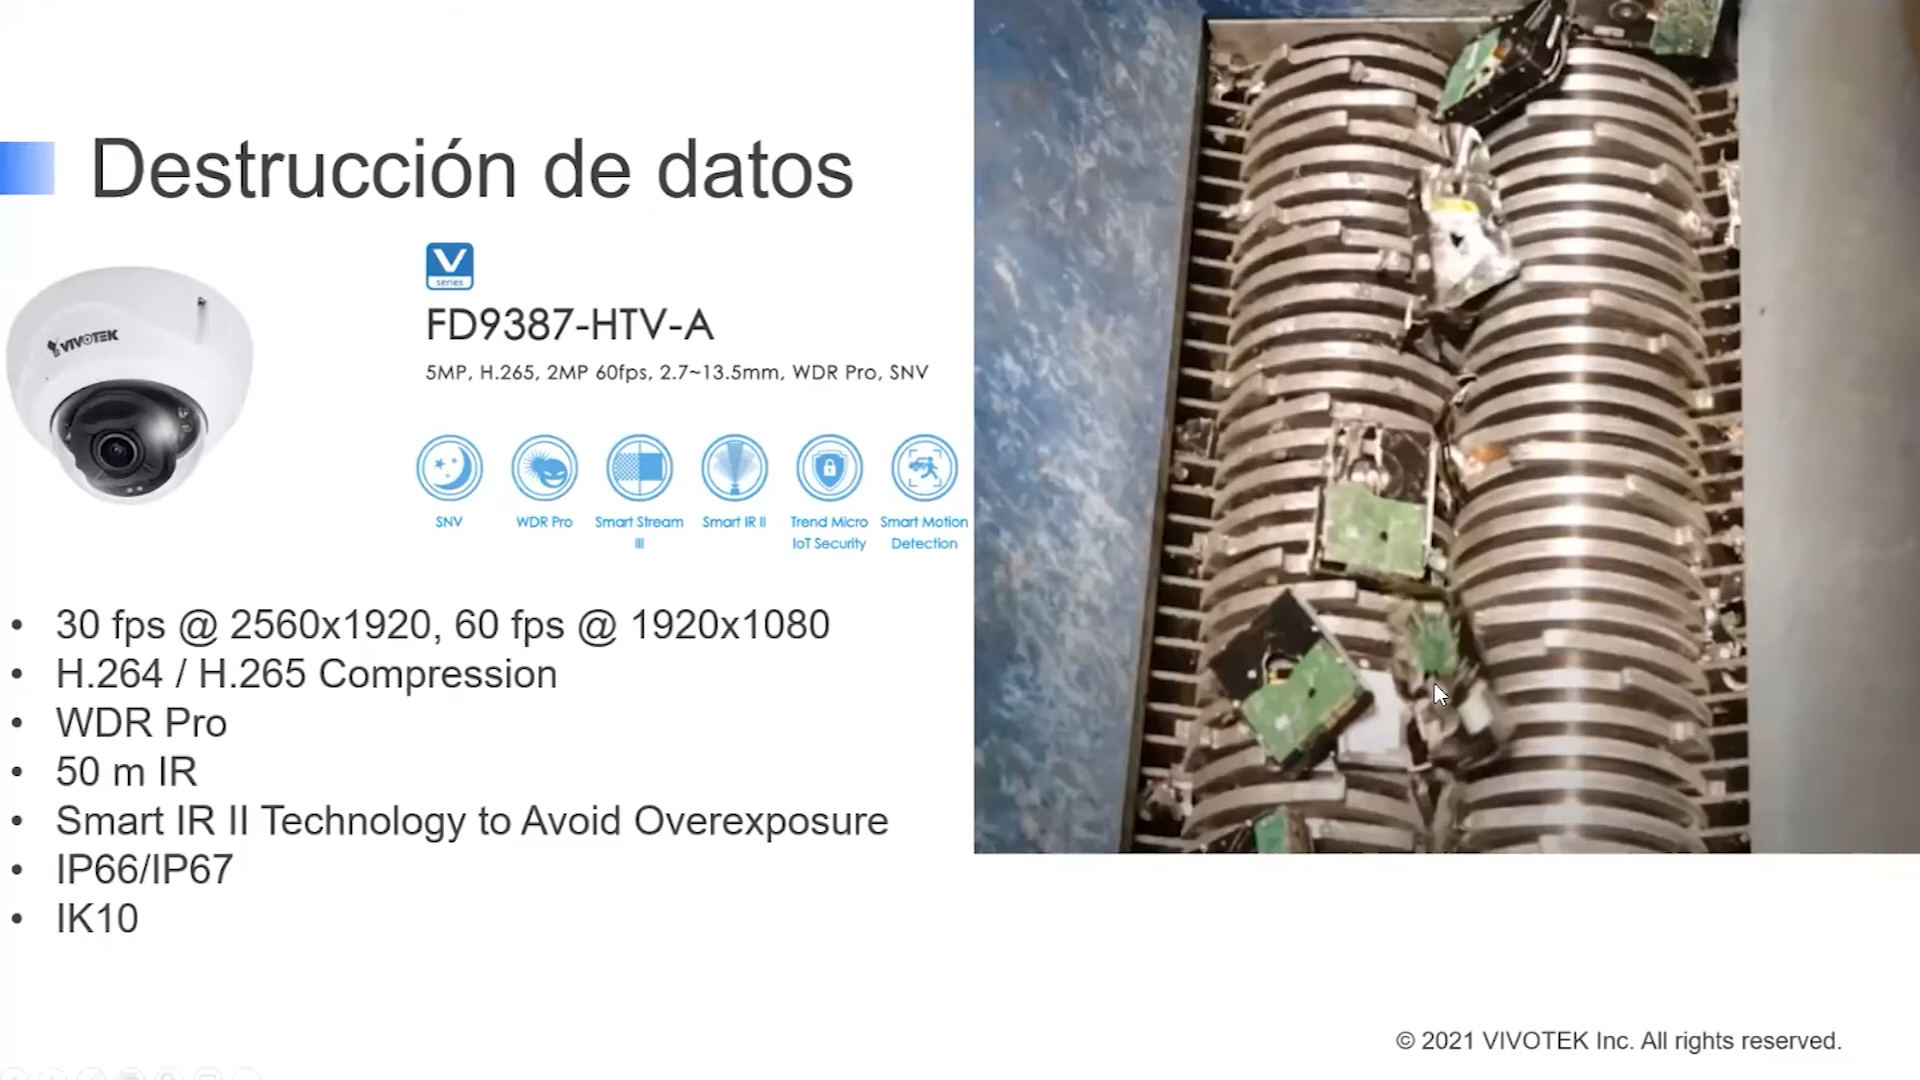 Destrucción de datos
V
series
VIVOTEK
FD9387-HTV-A
5MP, H.265, 2MP 60fps, 2.7~13.5mm, WDR Pro, SNV
SNV
WDR Pro
Smart Stream
III
Smart IR II
Trend Micro
IoT Security
Smart Motion
Detection
• 30 fps @ 2560x1920, 60 fps @ 1920x1080
• H.264 / H.265 Compression
• WDR Pro
• 50 m IR
• Smart IR II Technology to Avoid Overexposure
• IP66/IP67
• IK10
© 2021 VIVOTEK Inc. All rights reserved.